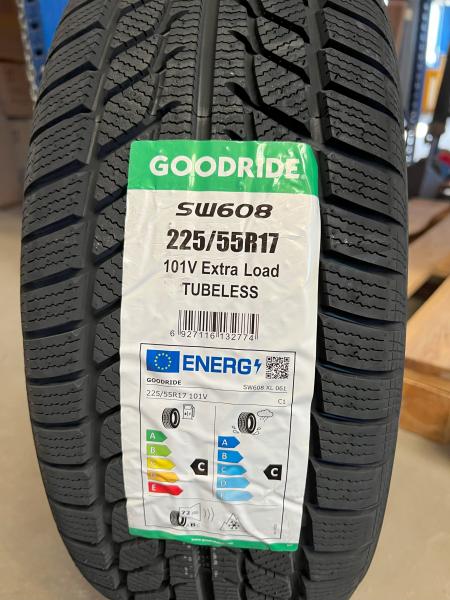 GOODRIDE
SW608
225/55R17
101V Extra Load
TUBELESS
6 927116 132774
ENERG
GOODRIDE SW608 XL 061
225/55R17 101V C1
A A
B B
C C C
D D
E E
72